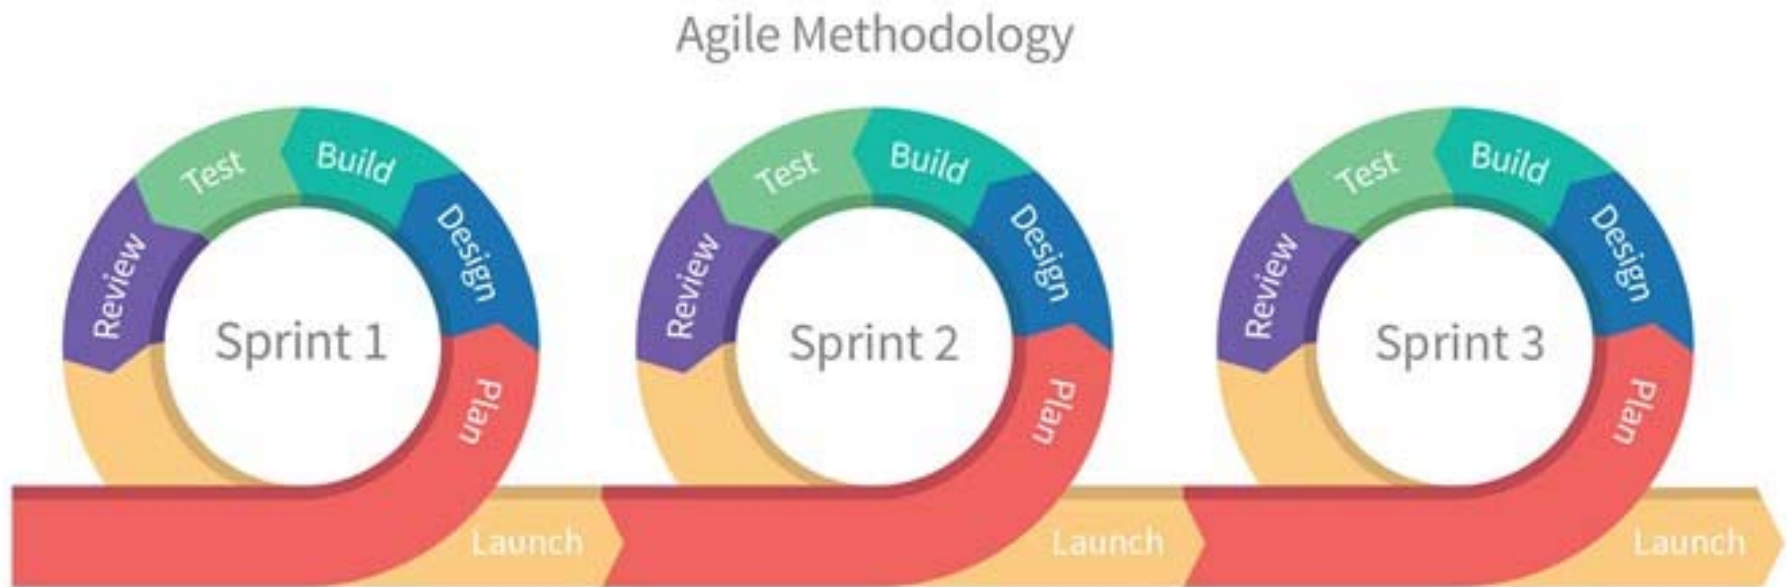 Agile Methodology
Test
Build
Design
Review
Sprint 1
Plan
Launch
Test
Build
Design
Review
Sprint 2
Plan
Launch
Test
Build
Design
Review
Sprint 3
Plan
Launch